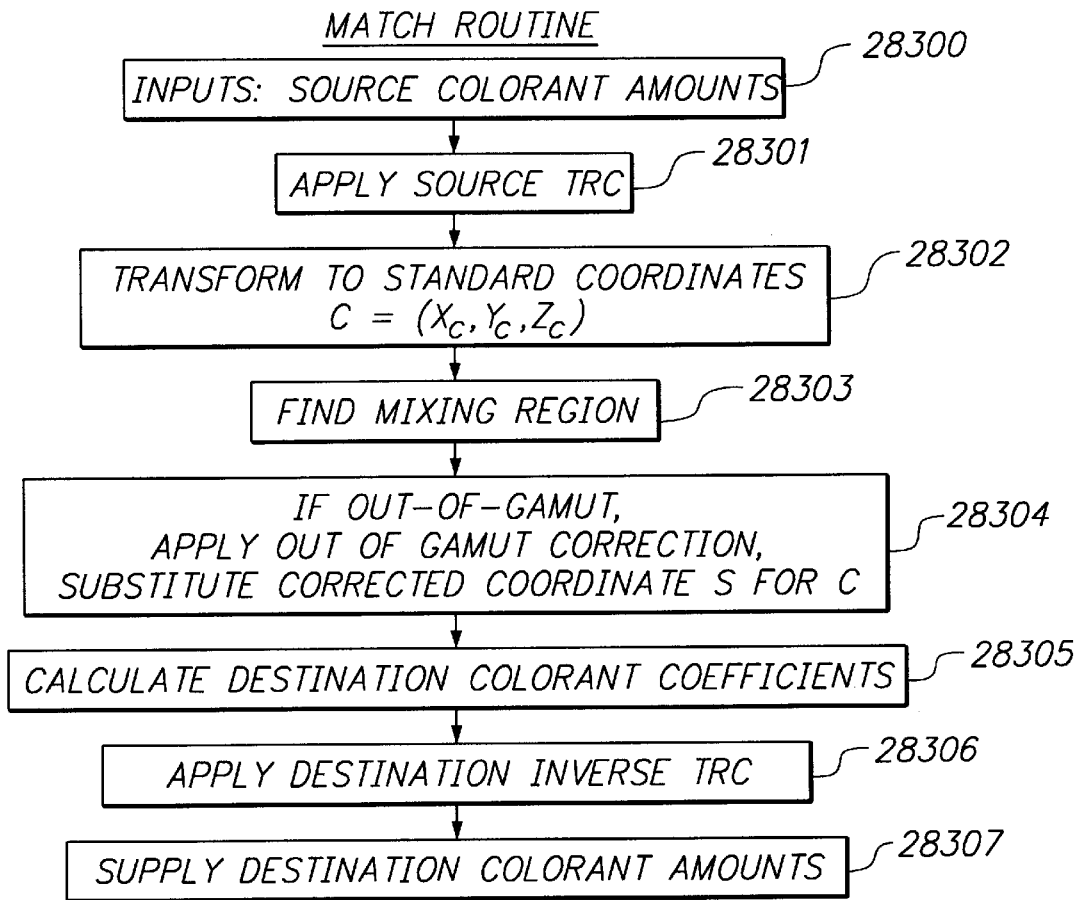 MATCH ROUTINE
28300
INPUTS: SOURCE COLORANT AMOUNTS
28301
APPLY SOURCE TRC
28302
TRANSFORM TO STANDARD COORDINATES
C = (X_C, Y_C, Z_C)
28303
FIND MIXING REGION
28304
IF OUT-OF-GAMUT,
APPLY OUT OF GAMUT CORRECTION,
SUBSTITUTE CORRECTED COORDINATE S FOR C
28305
CALCULATE DESTINATION COLORANT COEFFICIENTS
28306
APPLY DESTINATION INVERSE TRC
28307
SUPPLY DESTINATION COLORANT AMOUNTS